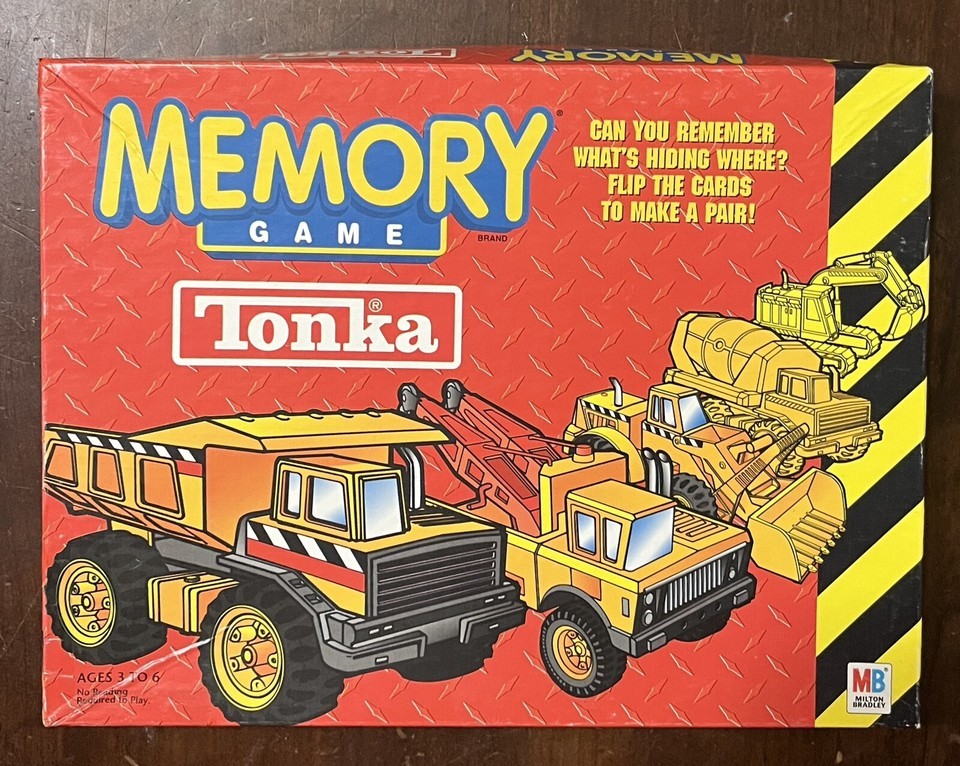 Tonka
MEMORY
MEMORY®
GAME
BRAND
CAN YOU REMEMBER
WHAT'S HIDING WHERE?
FLIP THE CARDS
TO MAKE A PAIR!
Tonka®
AGES 3 TO 6
No Reading
Required to Play.
MB®
MILTON
BRADLEY